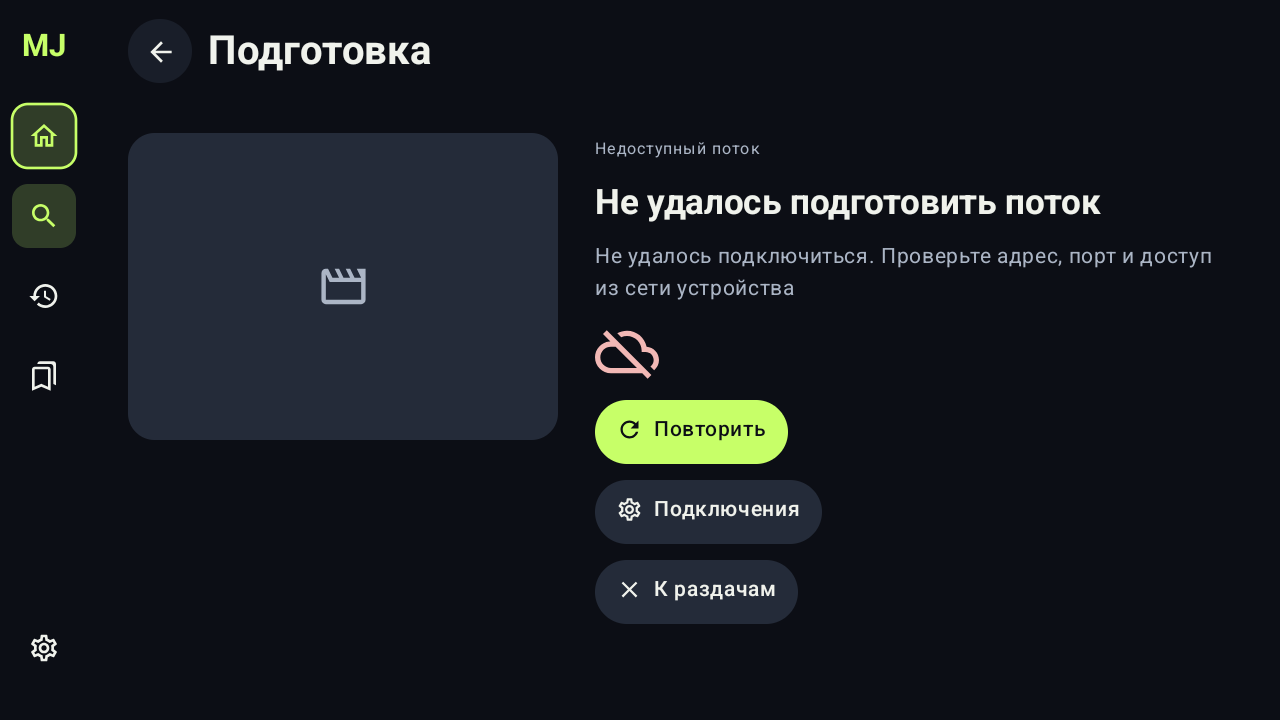 MJ
Подготовка
Недоступный поток
Не удалось подготовить поток
Не удалось подключиться. Проверьте адрес, порт и доступ
из сети устройства
Повторить
Подключения
К раздачам